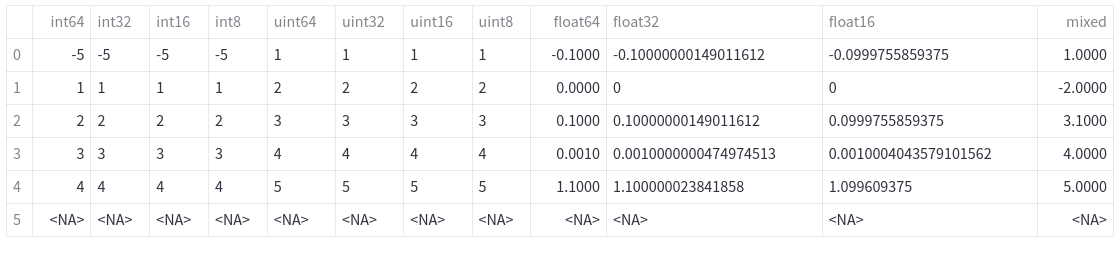 int64 int32 int16 int8 uint64 uint32 uint16 uint8 float64 float32 float16 mixed
0 -5 -5 -5 -5 1 1 1 1 -0.1000 -0.10000000149011612 -0.0999755859375 1.0000
1 1 1 1 1 2 2 2 2 0.0000 0 0 -2.0000
2 2 2 2 2 3 3 3 3 0.1000 0.10000000149011612 0.0999755859375 3.1000
3 3 3 3 3 4 4 4 4 0.0010 0.0010000000474974513 0.0010004043579101562 4.0000
4 4 4 4 4 5 5 5 5 1.1000 1.100000023841858 1.099609375 5.0000
5 <NA> <NA> <NA> <NA> <NA> <NA> <NA> <NA> <NA> <NA> <NA> <NA>